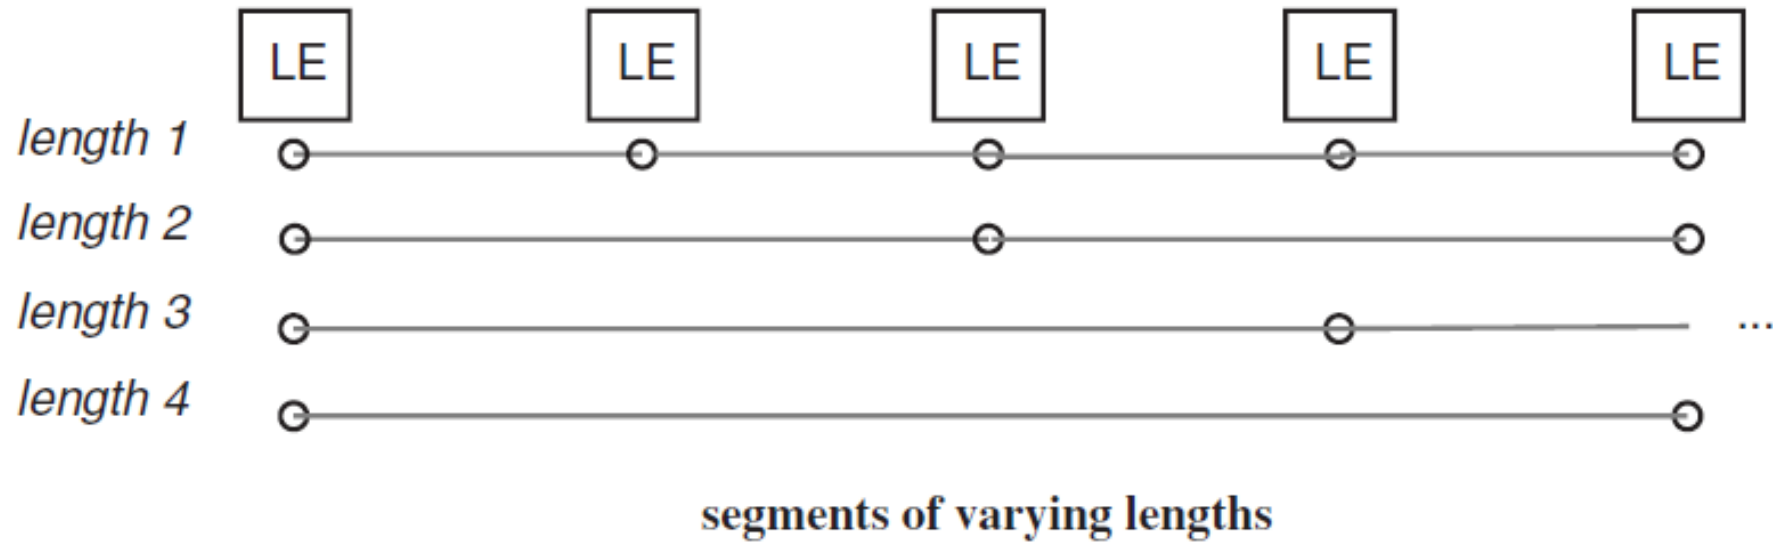 LE LE LE LE LE
length 1
length 2
length 3 ...
length 4
segments of varying lengths